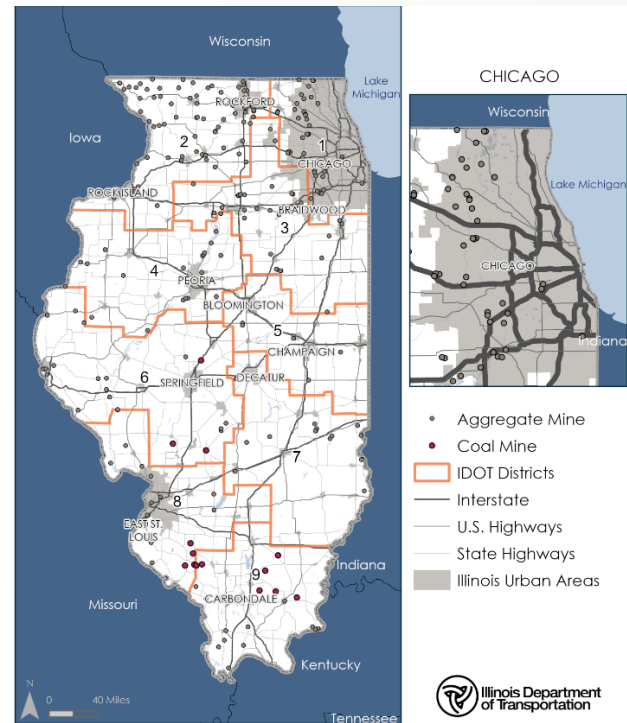 Wisconsin
Lake
Michigan
Iowa
ROCKFORD
2
1
CHICAGO
ROCK ISLAND
BRAIDWOOD
3
4
PEORIA
BLOOMINGTON
5
CHAMPAIGN
6
SPRINGFIELD
DECATUR
7
8
EAST ST.
LOUIS
Indiana
9
CARBONDALE
Missouri
Kentucky
N
0 40 Miles
Tennessee
CHICAGO
Wisconsin
Lake Michigan
CHICAGO
Indiana
Aggregate Mine
Coal Mine
IDOT Districts
Interstate
U.S. Highways
State Highways
Illinois Urban Areas
Illinois Department
of Transportation